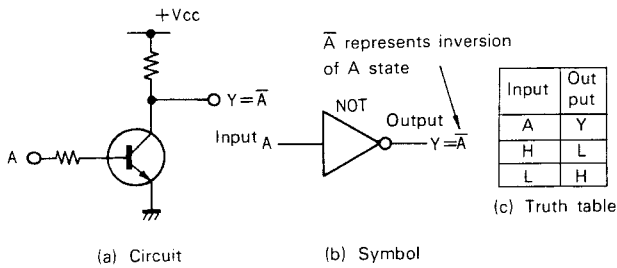 +Vcc
Y=A̅
A
(a) Circuit
A̅ represents inversion
of A state
NOT
Input A
Output
Y=A̅
(b) Symbol
Input Out
put
A Y
H L
L H
(c) Truth table